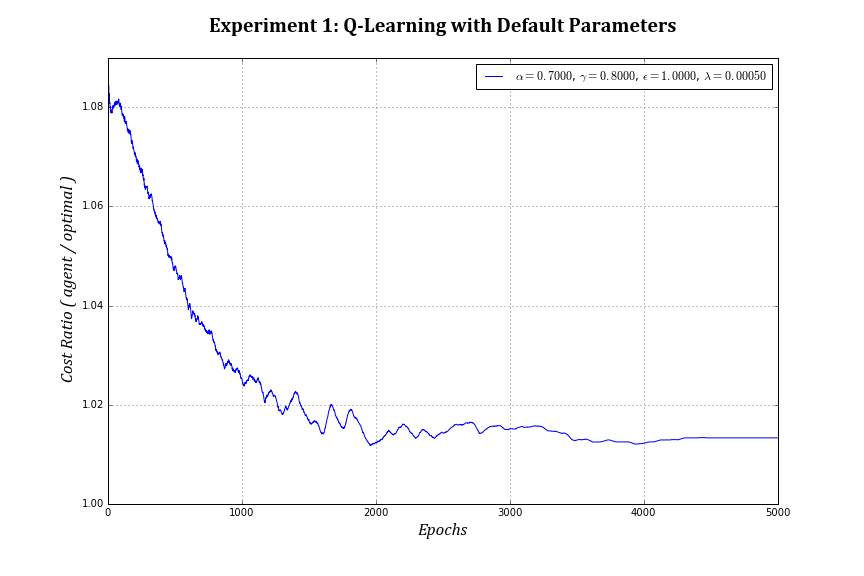 Experiment 1: Q-Learning with Default Parameters
α = 0.7000, γ = 0.8000, ϵ = 1.0000, λ = 0.00050
1.08
1.06
1.04
1.02
1.00
Cost Ratio ( agent / optimal )
0 1000 2000 3000 4000 5000
Epochs